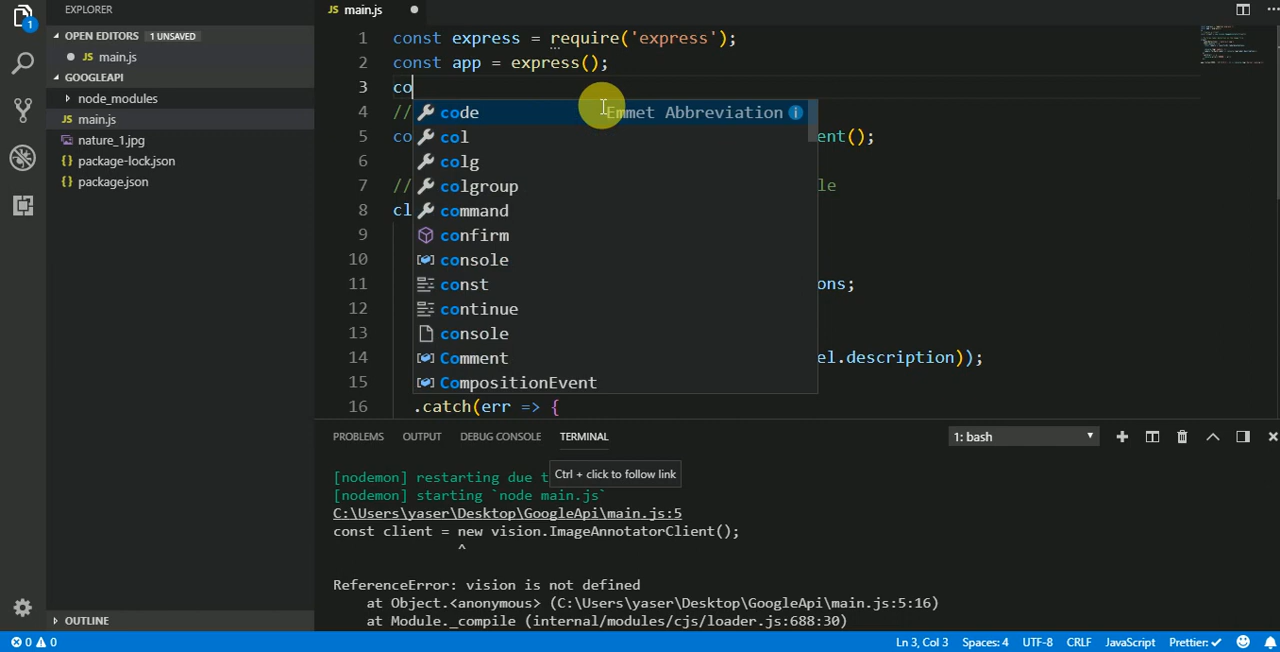 EXPLORER
OPEN EDITORS 1 UNSAVED
JS main.js
GOOGLEAPI
node_modules
JS main.js
nature_1.jpg
{} package-lock.json
{} package.json
OUTLINE
JS main.js
1 const express = require('express');
2 const app = express();
3 co
4 //
5 co ent();
6
7 // le
8 cl
9
10
11 ons;
12
13
14 el.description));
15
16 .catch(err => {
code Emmet Abbreviation
col
colg
colgroup
command
confirm
console
const
continue
console
Comment
CompositionEvent
PROBLEMS OUTPUT DEBUG CONSOLE TERMINAL 1: bash
[nodemon] restarting due t
Ctrl + click to follow link
[nodemon] starting `node main.js`
C:\Users\yaser\Desktop\GoogleApi\main.js:5
const client = new vision.ImageAnnotatorClient();
^
ReferenceError: vision is not defined
at Object.<anonymous> (C:\Users\yaser\Desktop\GoogleApi\main.js:5:16)
at Module._compile (internal/modules/cjs/loader.js:688:30)
0 0 Ln 3, Col 3 Spaces: 4 UTF-8 CRLF JavaScript Prettier: ✓